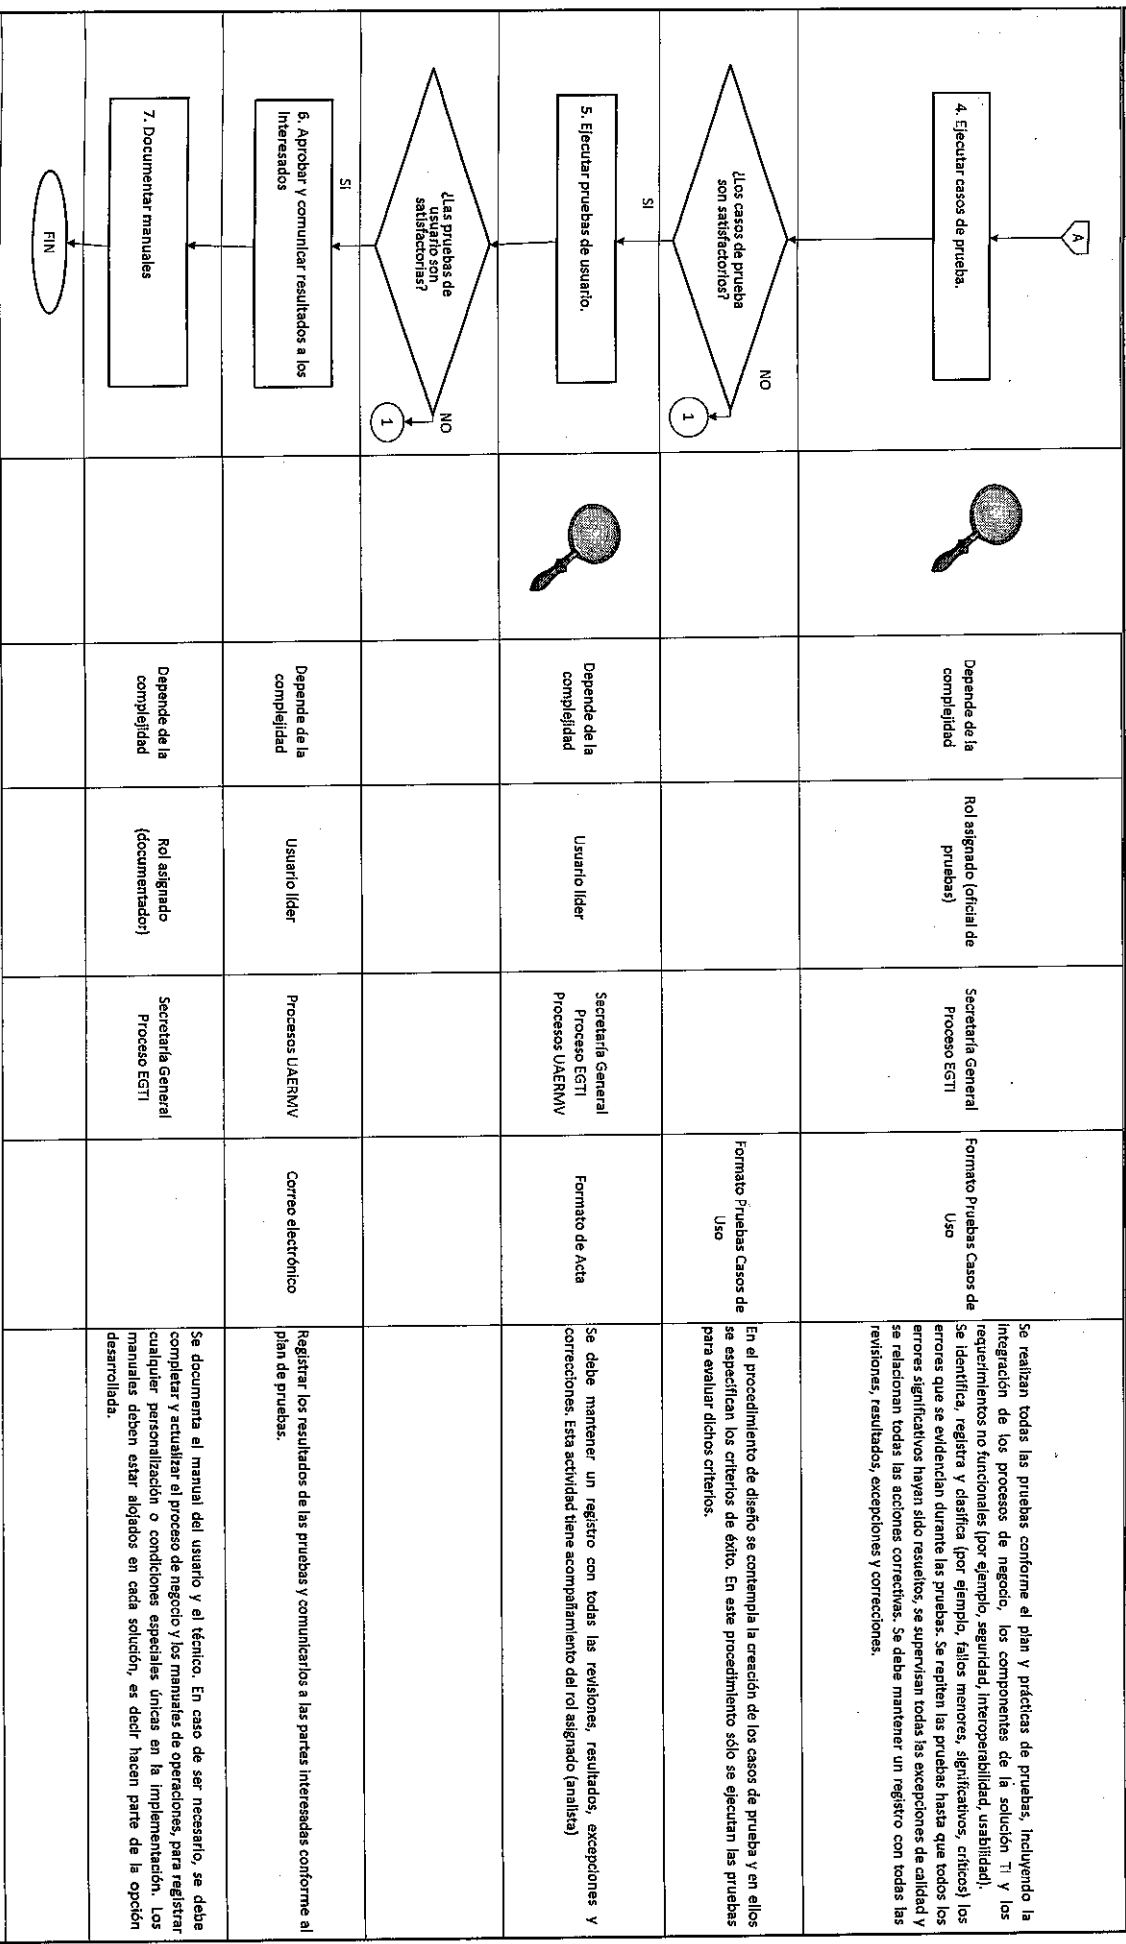 A
4. Ejecutar casos de prueba.
Depende de la
complejidad
Rol asignado (oficial de
pruebas)
Secretaría General
Proceso EGTI
Formato Pruebas Casos de
Uso
Se realizan todas las pruebas conforme el plan y prácticas de pruebas, incluyendo la
integración de los procesos de negocio, los componentes de la solución TI y los
requerimientos no funcionales (por ejemplo, seguridad, interoperabilidad, usabilidad).
Se identifica, registra y clasifica (por ejemplo, fallos menores, significativos, críticos) los
errores que se evidencian durante las pruebas. Se repiten las pruebas hasta que todos los
errores significativos hayan sido resueltos, se supervisan todas las excepciones de calidad y
se relacionan todas las acciones correctivas. Se debe mantener un registro con todas las
revisiones, resultados, excepciones y correcciones.
¿Los casos de prueba
son satisfactorios?
NO
1
SI
Formato Pruebas Casos de
Uso
En el procedimiento de diseño se contempla la creación de los casos de prueba y en ellos
se especifican los criterios de éxito. En este procedimiento sólo se ejecutan las pruebas
para evaluar dichos criterios.
5. Ejecutar pruebas de usuario.
Depende de la
complejidad
Usuario líder
Secretaría General
Proceso EGTI
Procesos UAERMV
Formato de Acta
Se debe mantener un registro con todas las revisiones, resultados, excepciones y
correcciones. Esta actividad tiene acompañamiento del rol asignado (analista)
¿Las pruebas de
usuario son
satisfactorias?
NO
1
SI
6. Aprobar y comunicar resultados a los
Interesados
Depende de la
complejidad
Usuario líder
Procesos UAERMV
Correo electrónico
Registrar los resultados de las pruebas y comunicarlos a las partes interesadas conforme al
plan de pruebas.
7. Documentar manuales
Depende de la
complejidad
Rol asignado
(documentador)
Secretaría General
Proceso EGTI
Se documenta el manual del usuario y el técnico. En caso de ser necesario, se debe
completar y actualizar el proceso de negocio y los manuales de operaciones, para registrar
cualquier personalización o condiciones especiales únicas en la implementación. Los
manuales deben estar alojados en cada solución, es decir hacen parte de la opción
desarrollada.
FIN